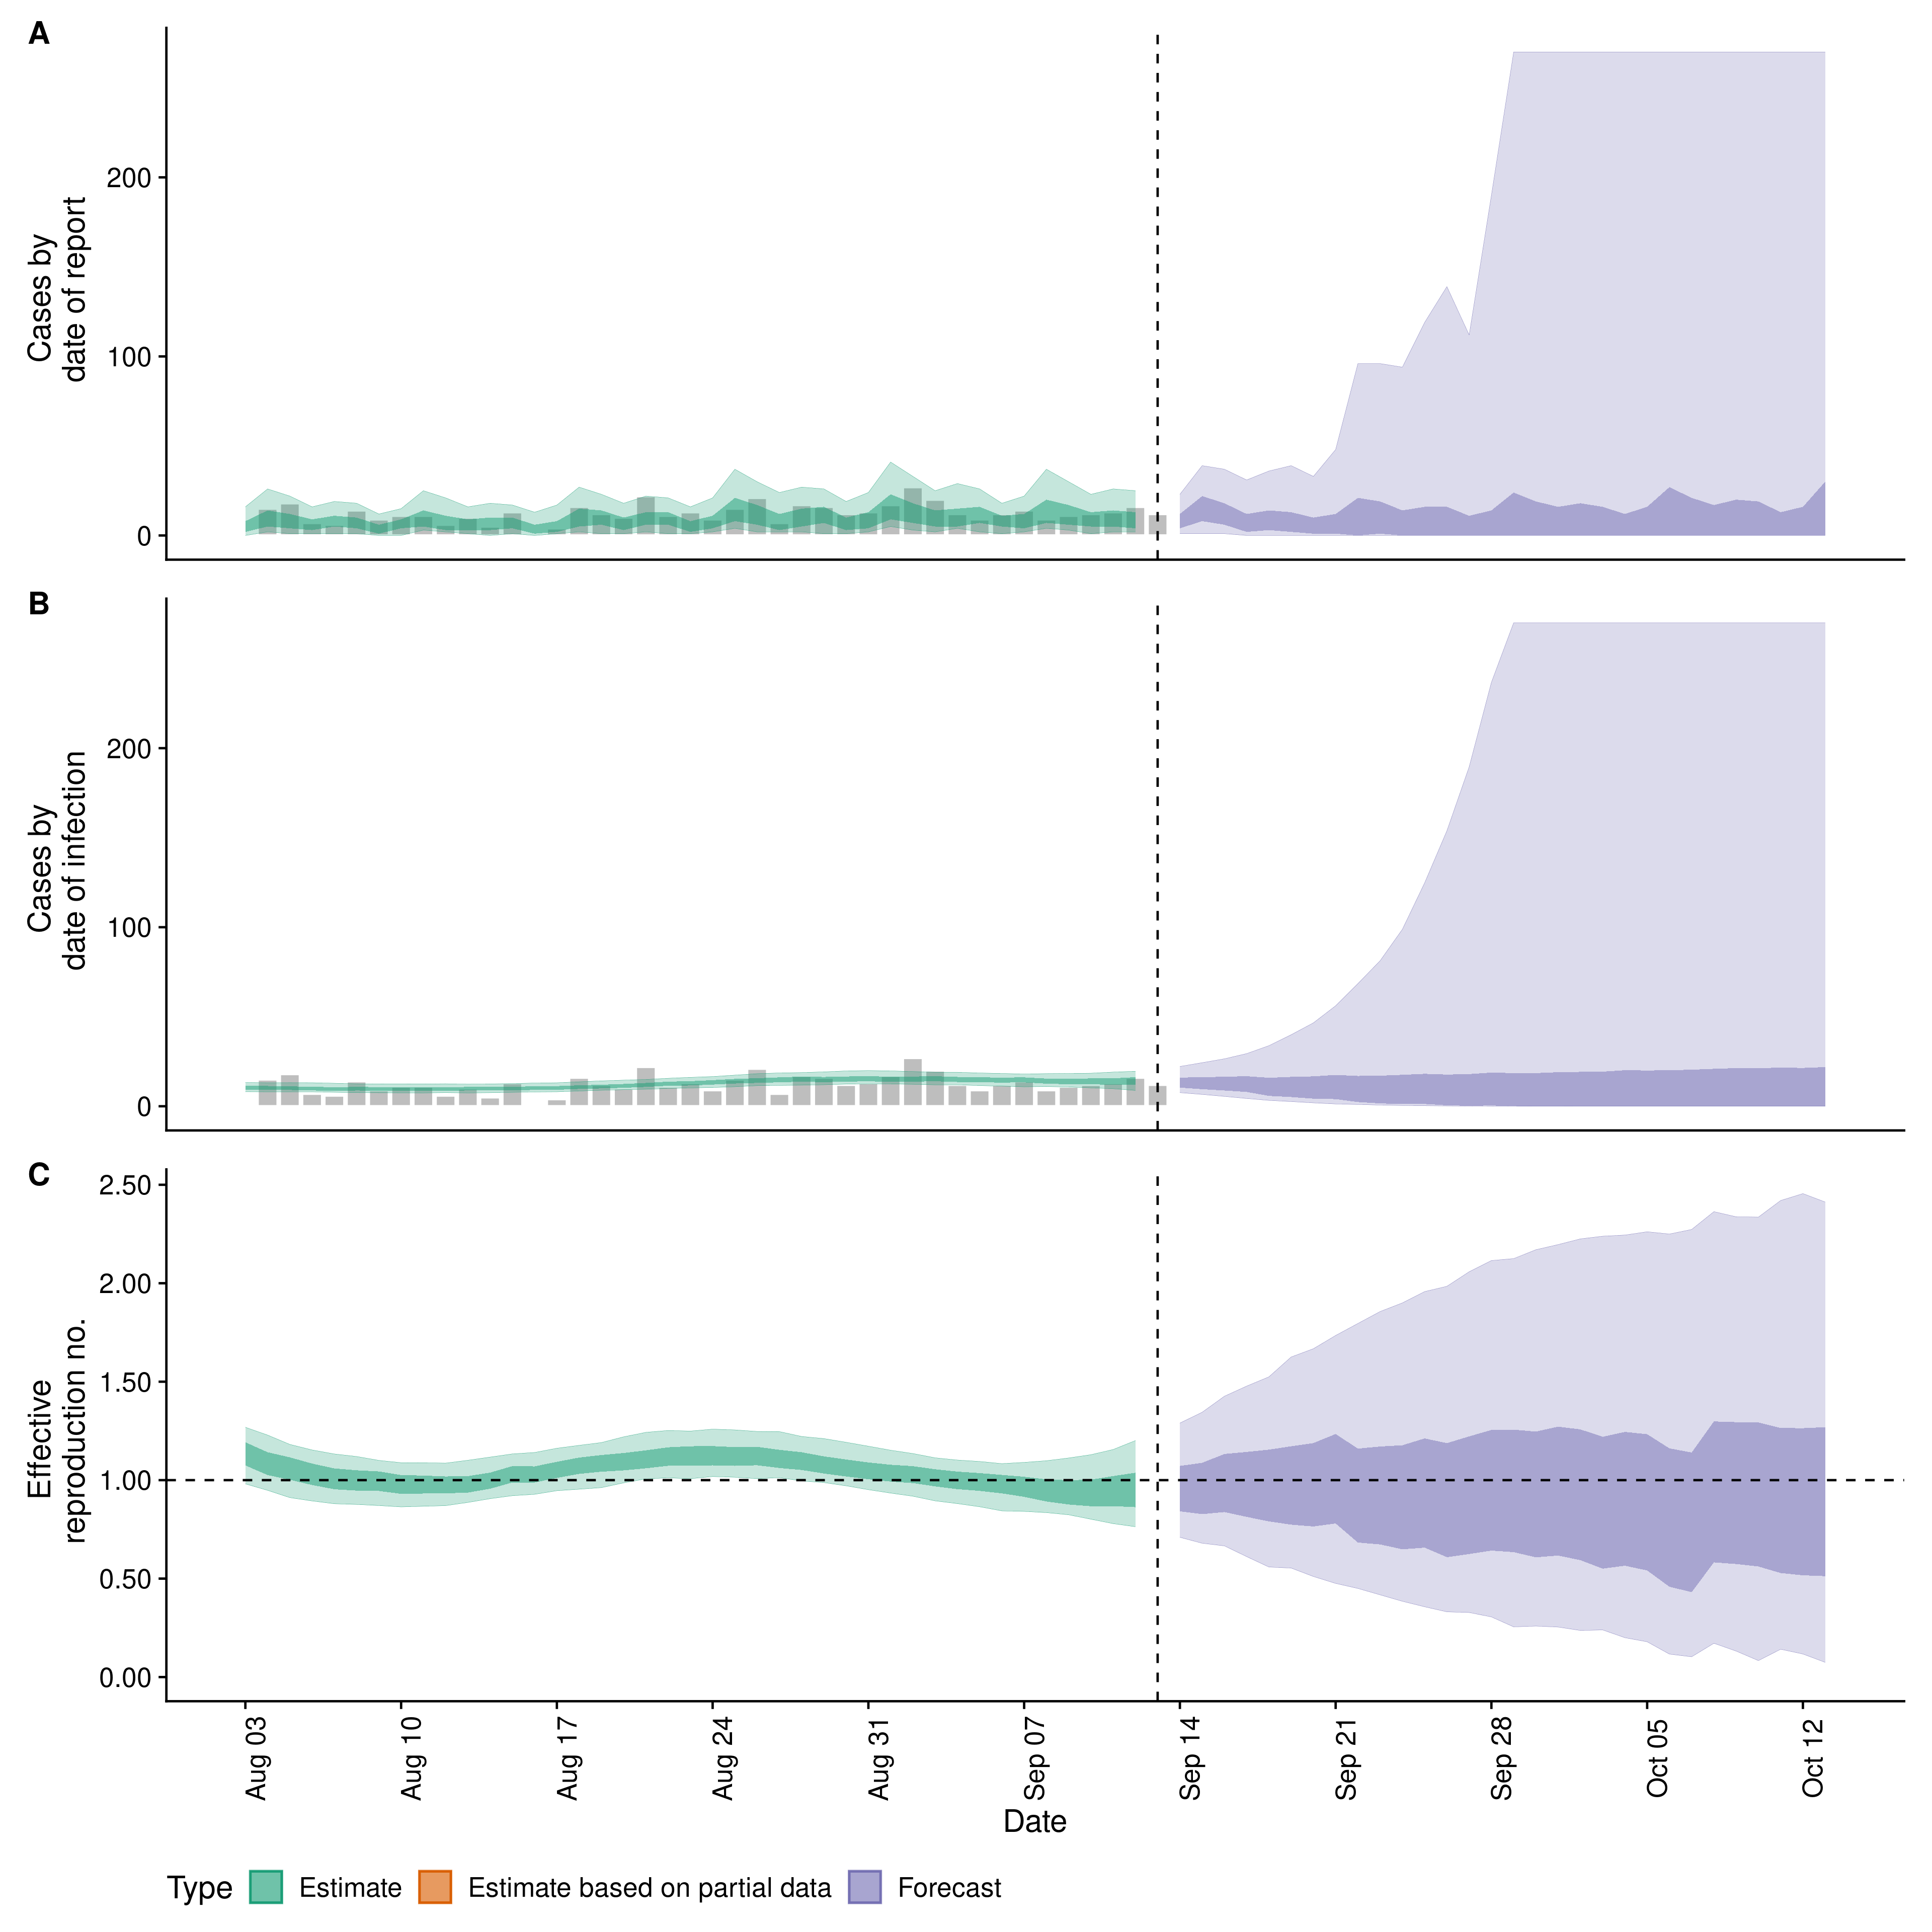 A
Cases by
date of report
200
100
0
B
Cases by
date of infection
200
100
0
C
Effective
reproduction no.
2.50
2.00
1.50
1.00
0.50
0.00
Aug 03
Aug 10
Aug 17
Aug 24
Aug 31
Sep 07
Sep 14
Sep 21
Sep 28
Oct 05
Oct 12
Date
Type Estimate Estimate based on partial data Forecast